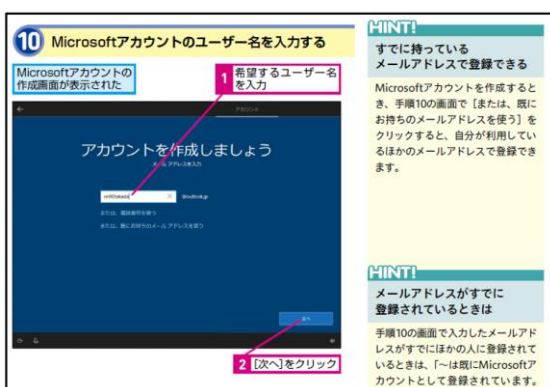 10 Microsoftアカウントのユーザー名を入力する
Microsoftアカウントの
作成画面が表示された
1 希望するユーザー名
を入力
アカウント
アカウントを作成しましょう
メール アドレスを入力
@outlook.jp
または、電話番号を使う
または、既にお持ちのメール アドレスを使う
次へ
2 [次へ]をクリック
HINT!
すでに持っている
メールアドレスで登録できる
Microsoftアカウントを作成すると
き、手順10の画面で[または、既に
お持ちのメールアドレスを使う]を
クリックすると、自分が利用してい
るほかのメールアドレスで登録でき
ます。
HINT!
メールアドレスがすでに
登録されているときは
手順10の画面で入力したメールアド
レスがすでにほかの人に登録されて
いるときは、「～は既にMicrosoftア
カウントとして登録されています。